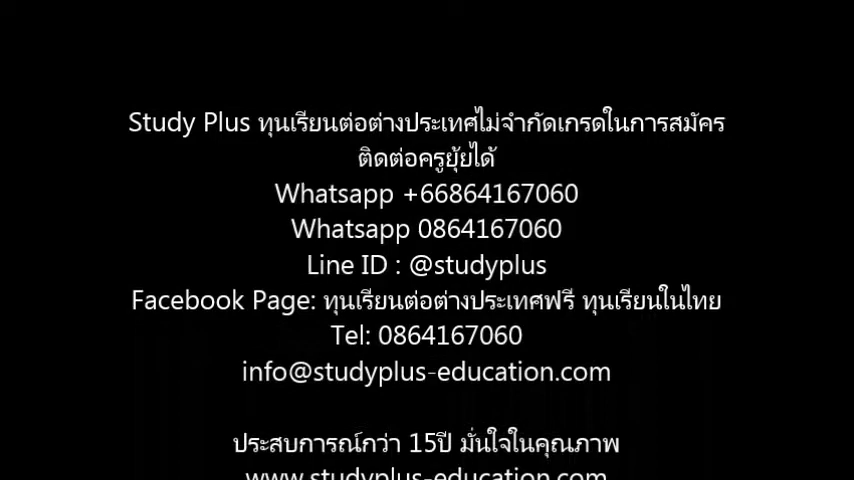 Study Plus ทุนเรียนต่อต่างประเทศไม่จำกัดเกรดในการสมัคร
ติดต่อครูยุ้ยได้
Whatsapp +66864167060
Whatsapp 0864167060
Line ID : @studyplus
Facebook Page: ทุนเรียนต่อต่างประเทศฟรี ทุนเรียนในไทย
Tel: 0864167060
info@studyplus-education.com
ประสบการณ์กว่า 15ปี มั่นใจในคุณภาพ
www.studyplus-education.com